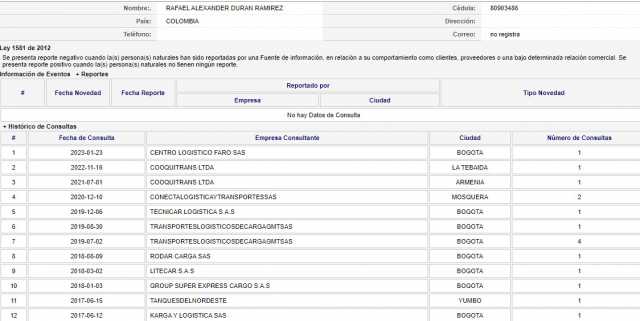 Nombre:. RAFAEL ALEXANDER DURAN RAMIREZ Cédula: 80903486
País: COLOMBIA Dirección:
Teléfono: Correo: no registra
Ley 1581 de 2012
Se presenta reporte negativo cuando la(s) persona(s) naturales han sido reportadas por una Fuente de información, en relación a su comportamiento como clientes, proveedores o una bajo determinada relación comercial. Se
presenta reporte positivo cuando la(s) persona(s) naturales no tienen ningún reporte.
Información de Eventos + Reportes
# Fecha Novedad Fecha Reporte Reportado por Tipo Novedad
Empresa Ciudad
No hay Datos de Consulta
+ Histórico de Consultas
# Fecha de Consulta Empresa Consultante Ciudad Número de Consultas
1 2023-01-23 CENTRO LOGISTICO FARO SAS BOGOTA 1
2 2022-11-16 COOQUITRANS LTDA LA TEBAIDA 1
3 2021-07-01 COOQUITRANS LTDA ARMENIA 1
4 2020-12-10 CONECTALOGISTICAYTRANSPORTESSAS MOSQUERA 2
5 2019-12-06 TECNICAR LOGISTICA S.A.S BOGOTA 1
6 2019-08-30 TRANSPORTESLOGISTICOSDECARGAGMTSAS BOGOTA 1
7 2019-07-02 TRANSPORTESLOGISTICOSDECARGAGMTSAS BOGOTA 4
8 2018-08-09 RODAR CARGA SAS BOGOTA 1
9 2018-03-02 LITECAR S.A.S BOGOTA 1
10 2018-01-03 GROUP SUPER EXPRESS CARGO S.A.S BOGOTA 1
11 2017-06-15 TANQUESDELNORDESTE YUMBO 1
12 2017-06-12 KARGA Y LOGISTICA SAS BOGOTA 1